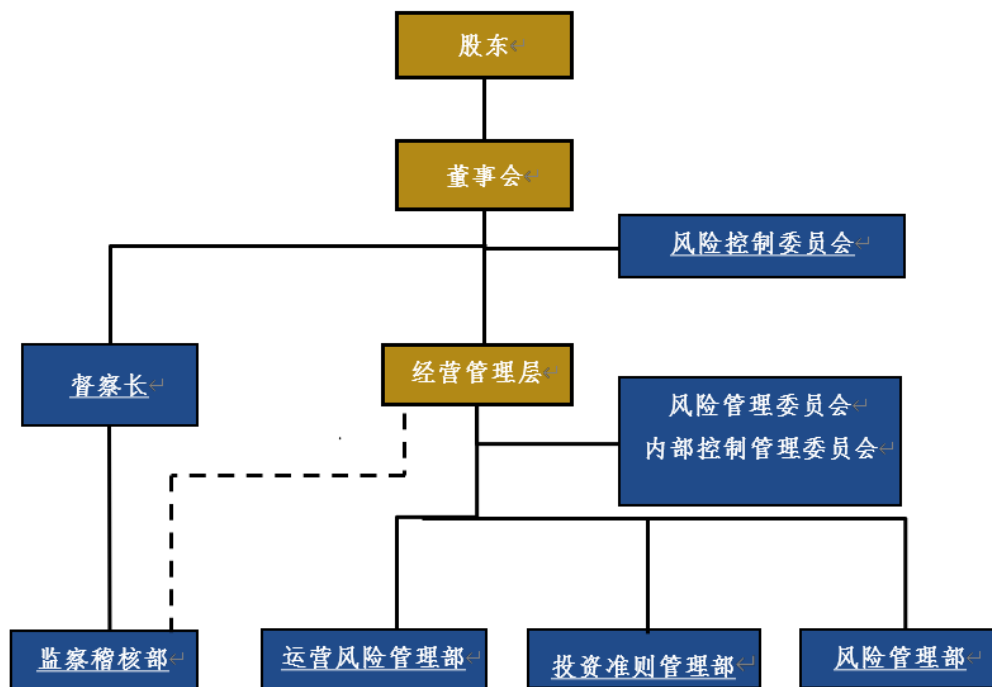 股东
董事会
风险控制委员会
督察长
经营管理层
风险管理委员会
内部控制管理委员会
监察稽核部
运营风险管理部
投资准则管理部
风险管理部